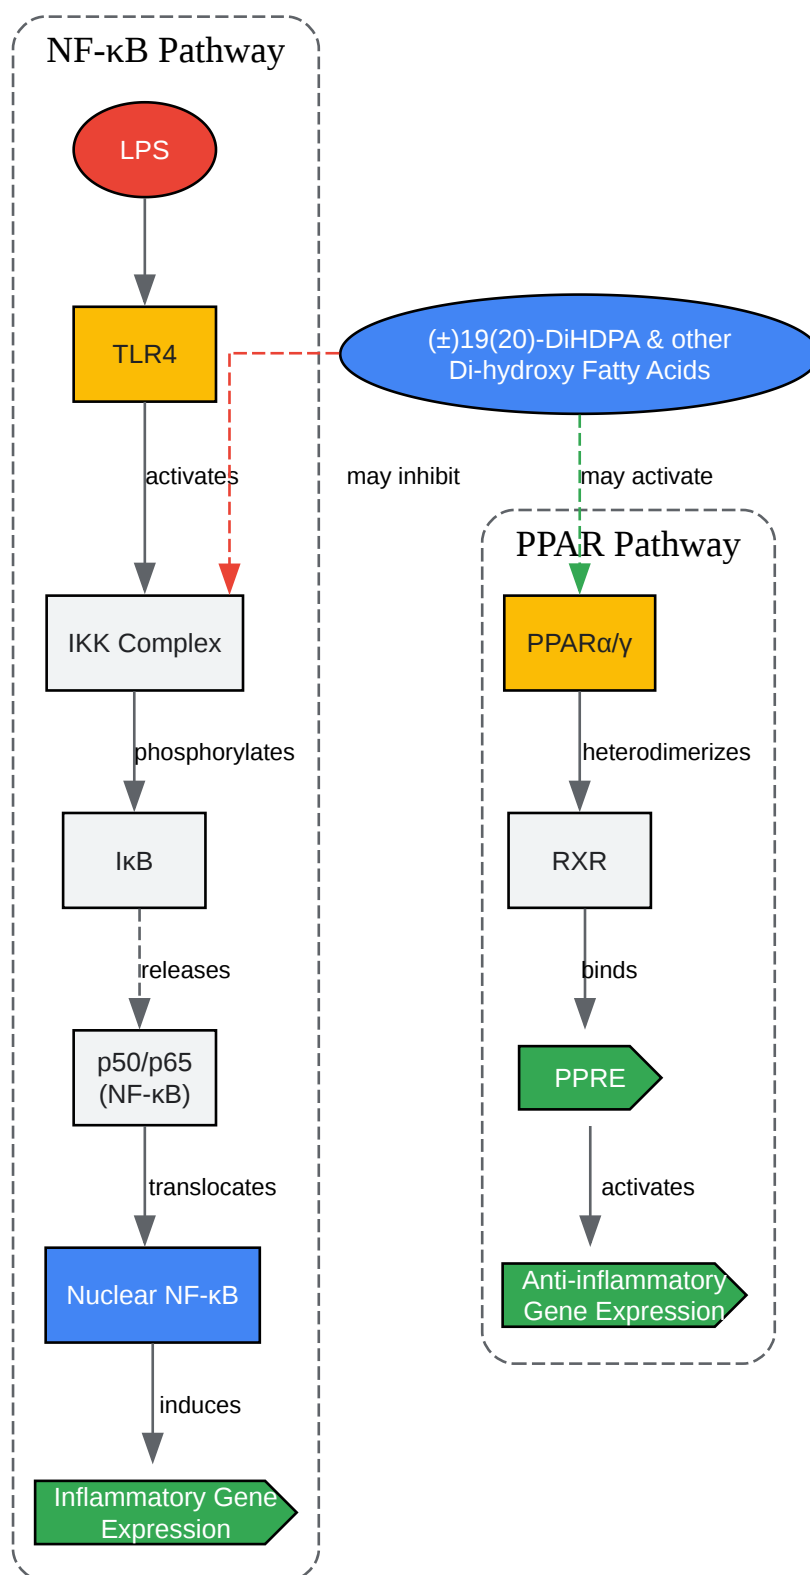 NF-κB Pathway
LPS
TLR4
(±)19(20)-DiHDPA & other
Di-hydroxy Fatty Acids
activates
may inhibit
may activate
PPAR Pathway
IKK Complex
PPARα/γ
phosphorylates
heterodimerizes
IκB
RXR
releases
binds
p50/p65
(NF-κB)
PPRE
translocates
activates
Nuclear NF-κB
Anti-inflammatory
Gene Expression
induces
Inflammatory Gene
Expression